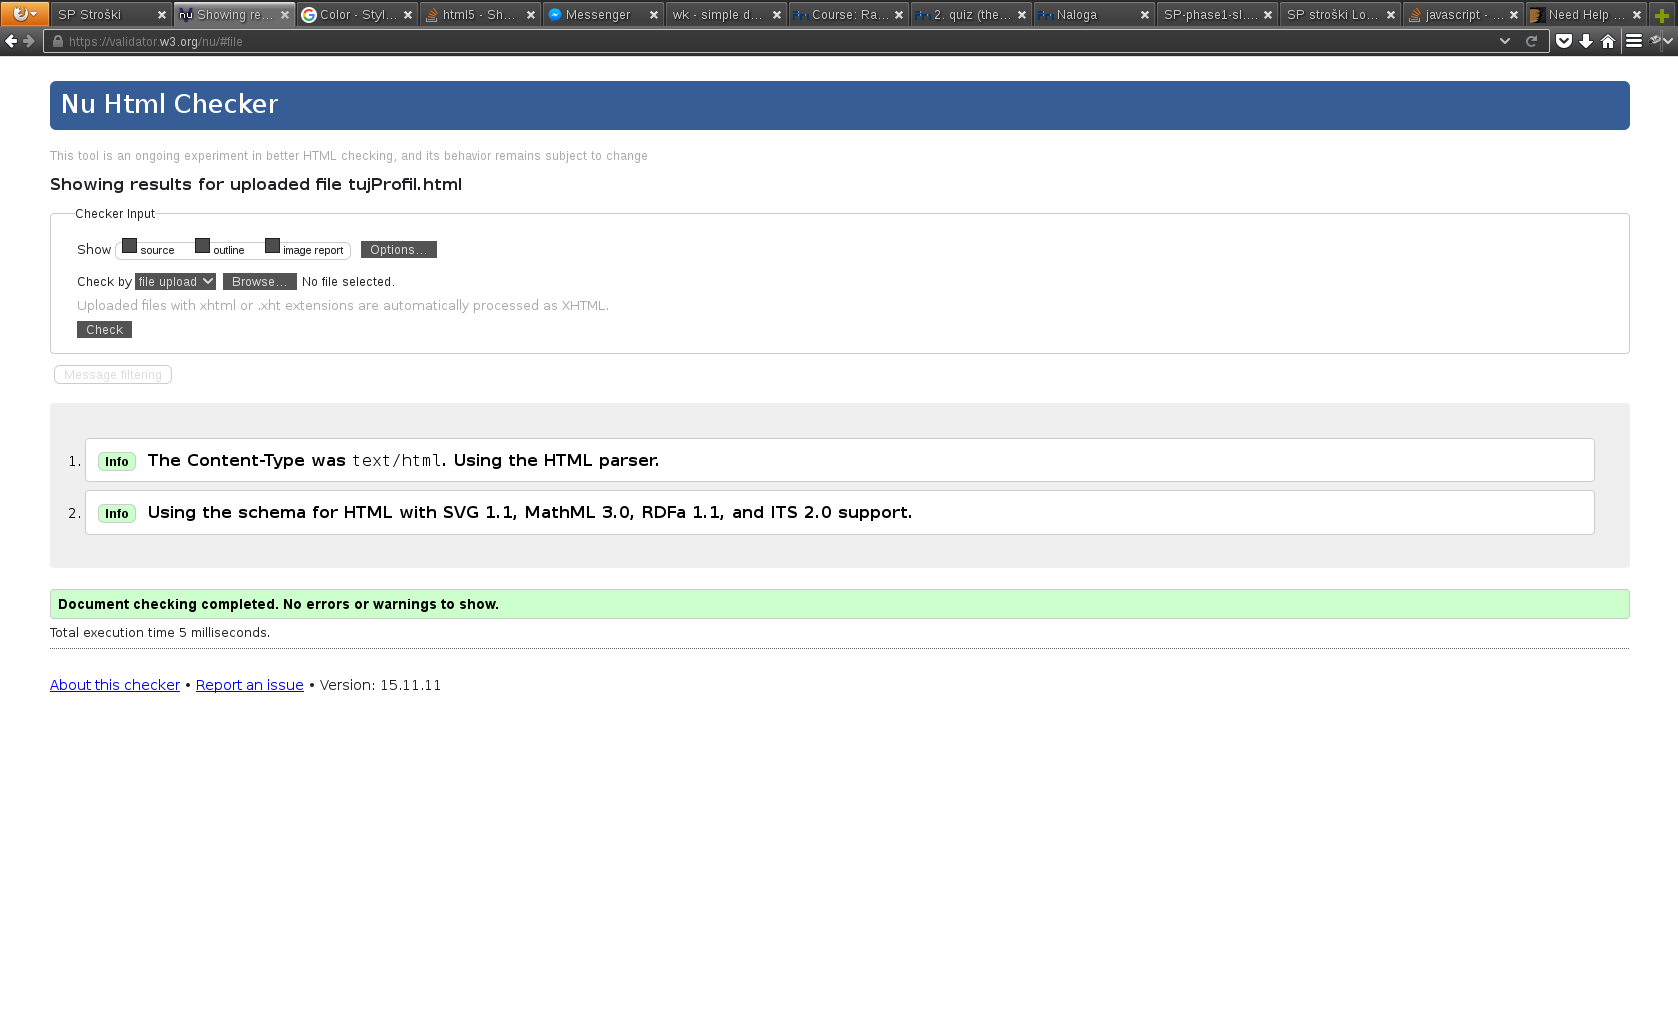 SP Stroški
nu Showing re...
Color - Styl...
html5 - Sh...
Messenger
wk - simple d...
Course: Ra...
2. quiz (the...
Naloga
SP-phase1-sl....
SP stroški Lo...
javascript - ...
Need Help ...
https://validator.w3.org/nu/#file
Nu Html Checker
This tool is an ongoing experiment in better HTML checking, and its behavior remains subject to change
Showing results for uploaded file tujProfil.html
Checker Input
Show source outline image report Options...
Check by file upload Browse... No file selected.
Uploaded files with xhtml or .xht extensions are automatically processed as XHTML.
Check
Message filtering
1. Info The Content-Type was text/html. Using the HTML parser.
2. Info Using the schema for HTML with SVG 1.1, MathML 3.0, RDFa 1.1, and ITS 2.0 support.
Document checking completed. No errors or warnings to show.
Total execution time 5 milliseconds.
About this checker • Report an issue • Version: 15.11.11